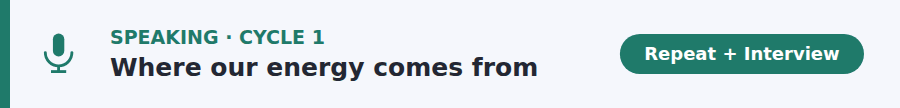 SPEAKING · CYCLE 1
Where our energy comes from
Repeat + Interview